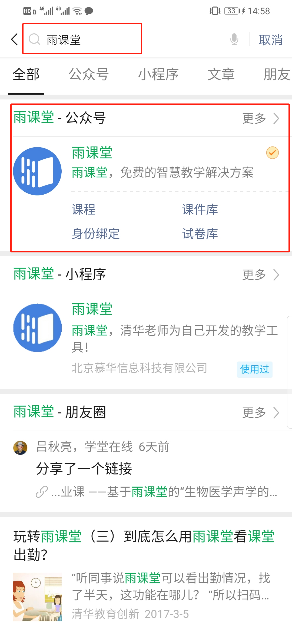 33 14:58
雨课堂 取消
全部 公众号 小程序 文章 朋友
雨课堂 - 公众号 更多
雨课堂
雨课堂，免费的智慧教学解决方案
课程 课件库
身份绑定 试卷库
雨课堂 - 小程序 更多
雨课堂
雨课堂，清华老师为自己开发的教学工
具！
北京慕华信息科技有限公司 使用过
雨课堂 - 朋友圈 更多
吕秋亮，学堂在线 6天前
分享了一个链接
...业课 ——基于雨课堂的“生物医学声学的...
玩转雨课堂（三）到底怎么用雨课堂看课堂
出勤？
“听同事说雨课堂可以看出勤情况，找
了半天，这功能在哪儿？”“所以扫码...
清华教育创新 2017-3-5